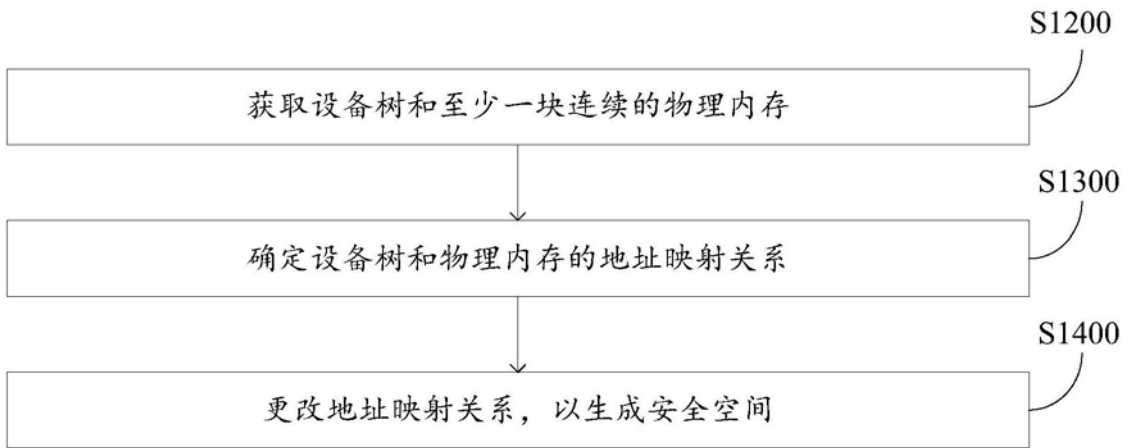 S1200
获取设备树和至少一块连续的物理内存
S1300
确定设备树和物理内存的地址映射关系
S1400
更改地址映射关系，以生成安全空间